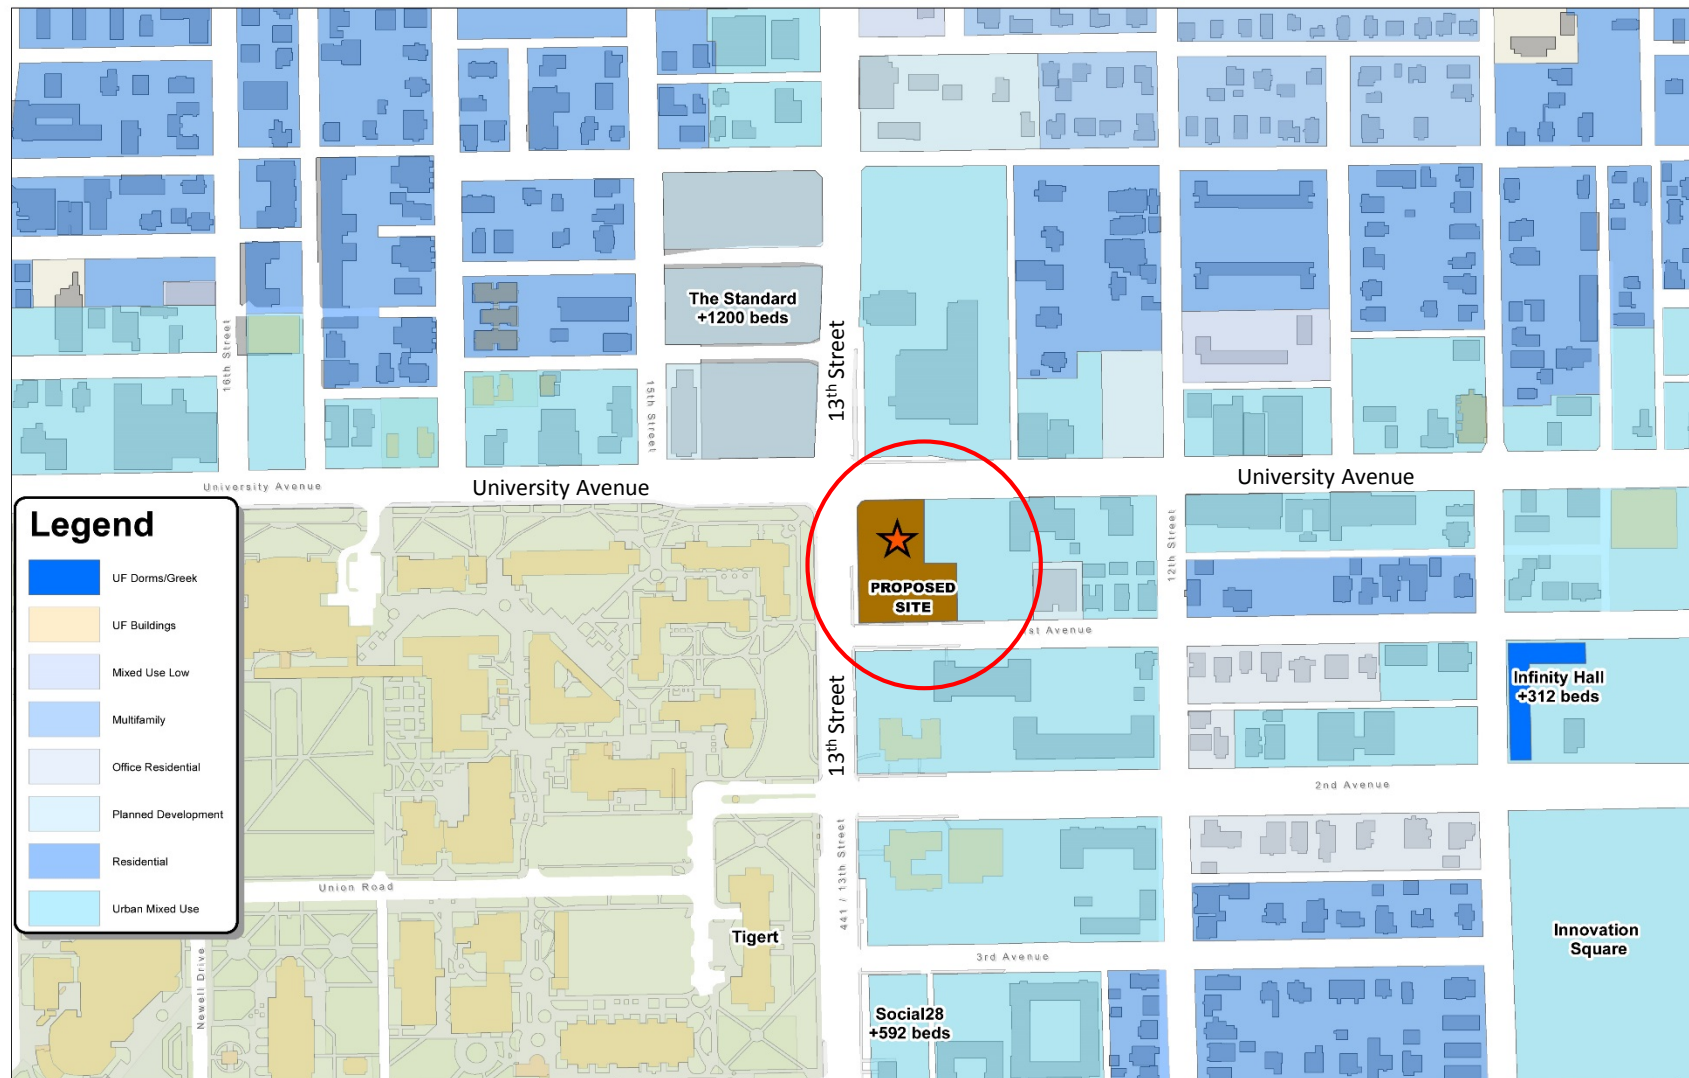 The Standard
+1200 beds
16th Street
15th Street
13th Street
University Avenue
University Avenue
University Avenue
Legend
UF Dorms/Greek
UF Buildings
Mixed Use Low
Multifamily
Office Residential
Planned Development
Residential
Urban Mixed Use
PROPOSED
SITE
12th Street
st Avenue
13th Street
Infinity Hall
+312 beds
2nd Avenue
441 / 13th Street
Union Road
Tigert
Newell Drive
3rd Avenue
Innovation
Square
Social28
+592 beds